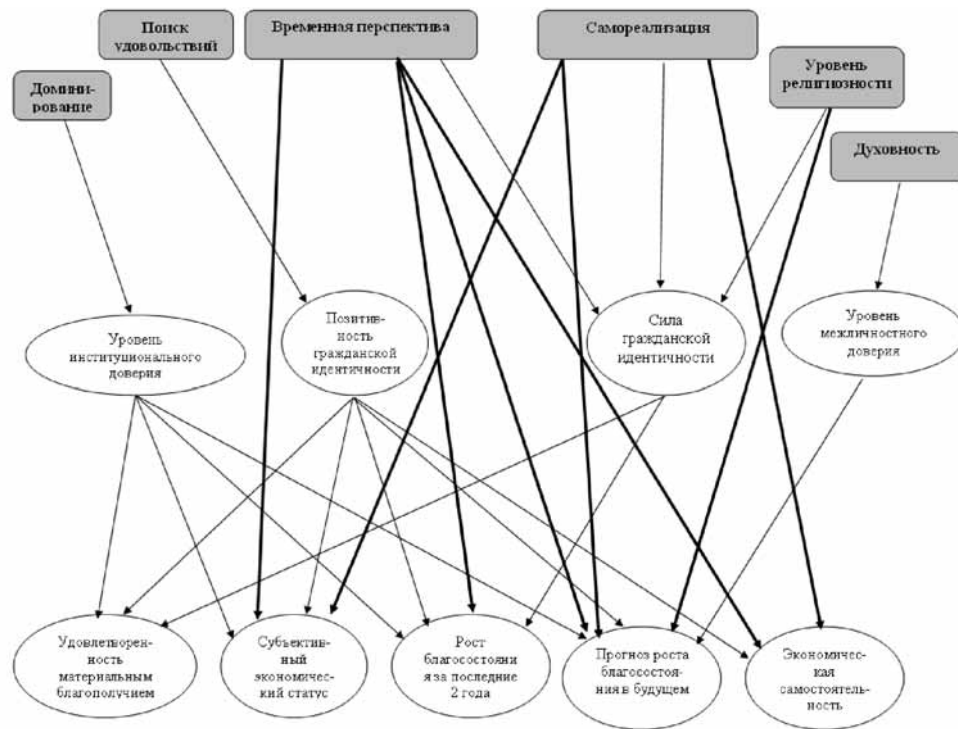 Поиск
удовольствий
Временная перспектива
Самореализация
Уровень
религиозности
Домини-
рование
Духовность
Уровень
институционального
доверия
Позитив-
ность
гражданской
идентичности
Сила
гражданской
идентичности
Уровень
межличностного
доверия
Удовлетворен-
ность
материальным
благополучием
Субъектив-
ный
экономичес-
кий статус
Рост
благосостояни
я за последние
2 года
Прогноз роста
благосостоя-
ния в будущем
Экономичес-
кая
самостоятель-
ность